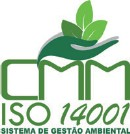 CMM
ISO 14001
SISTEMA DE GESTÃO AMBIENTAL